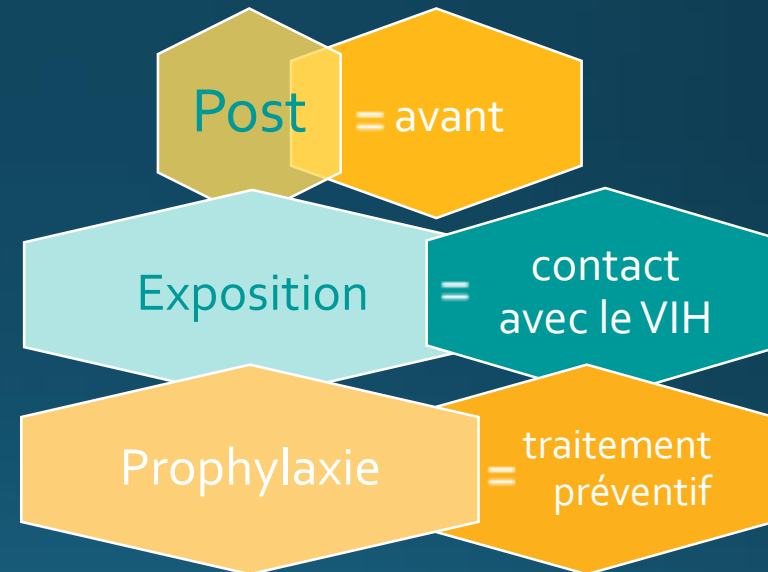 Post = avant
Exposition = contact
avec le VIH
Prophylaxie = traitement
préventif